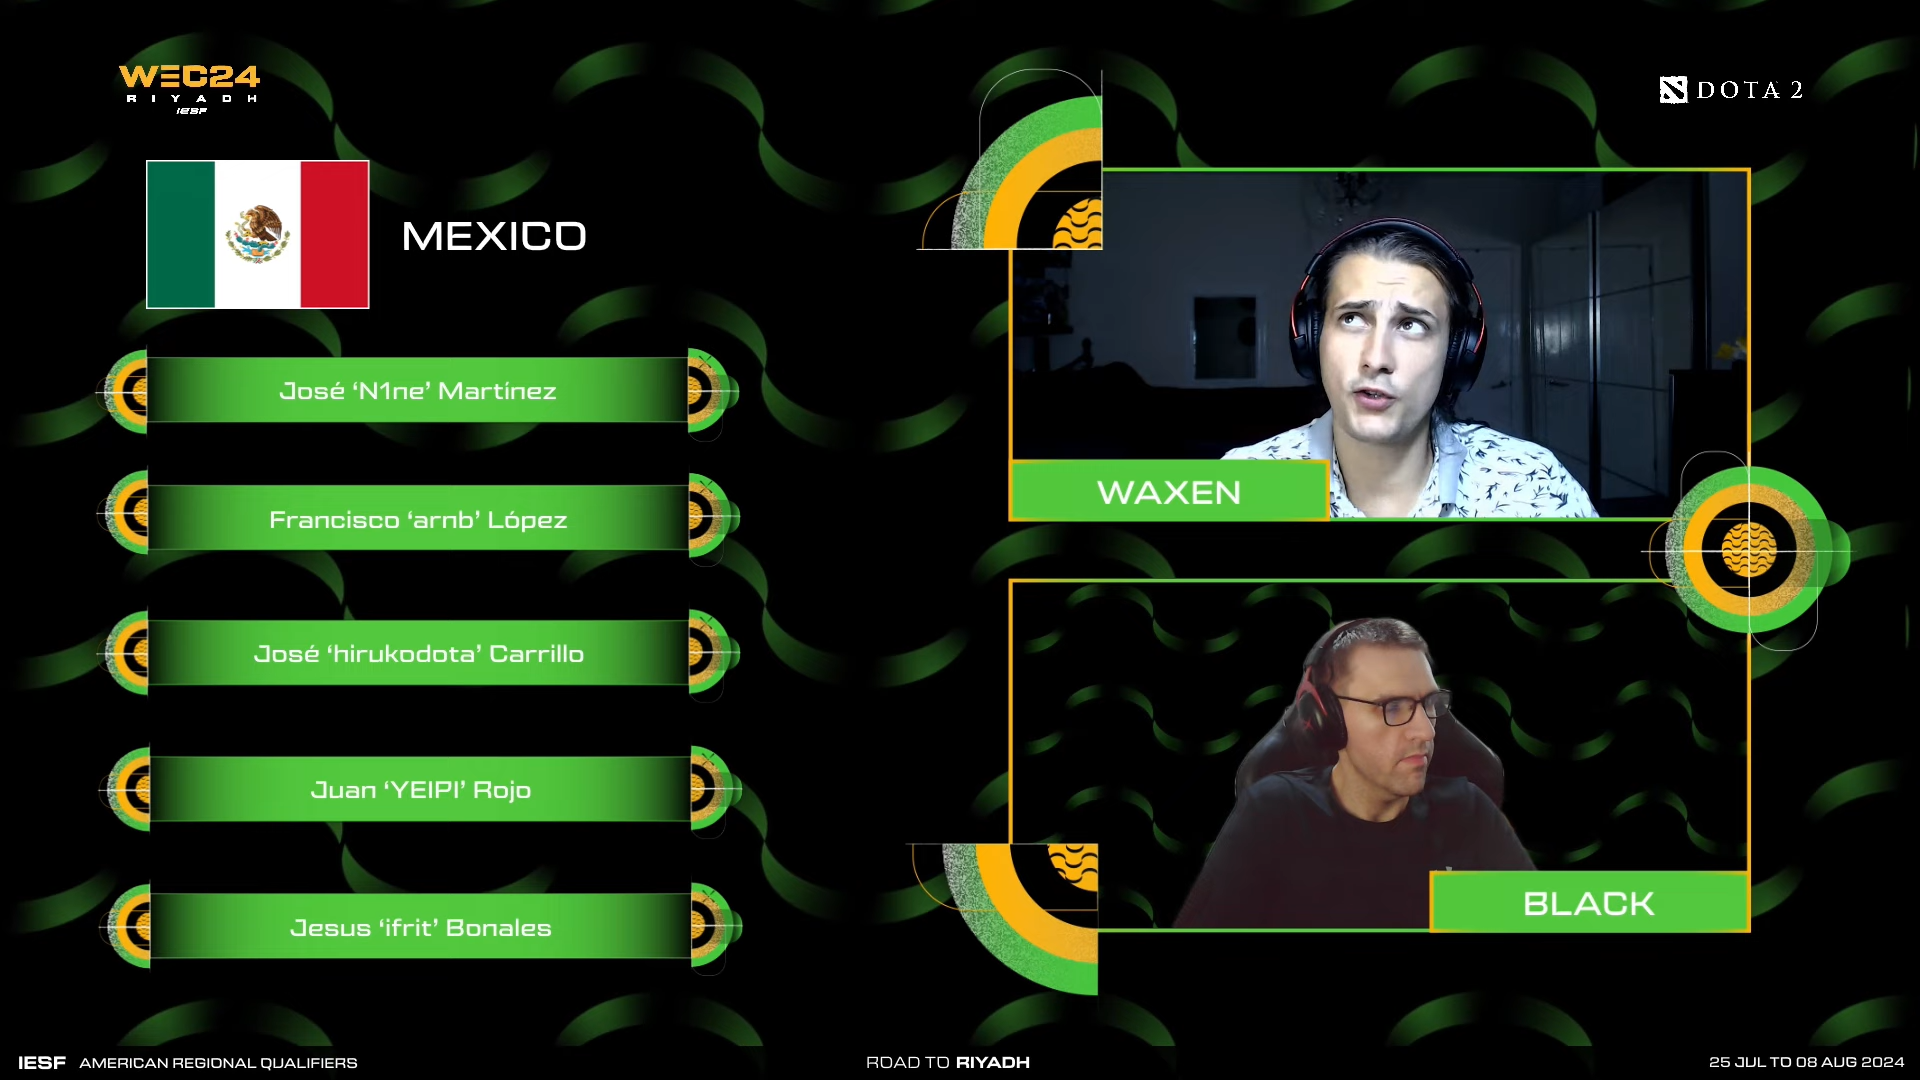 WEC24
RIYADH
IESF
DOTA 2
MEXICO
José ‘N1ne’ Martínez
Francisco ‘arnb’ López
José ‘hirukodota’ Carrillo
Juan ‘YEIPI’ Rojo
Jesus ‘ifrit’ Bonales
WAXEN
BLACK
IESF AMERICAN REGIONAL QUALIFIERS
ROAD TO RIYADH
25 JUL TO 08 AUG 2024